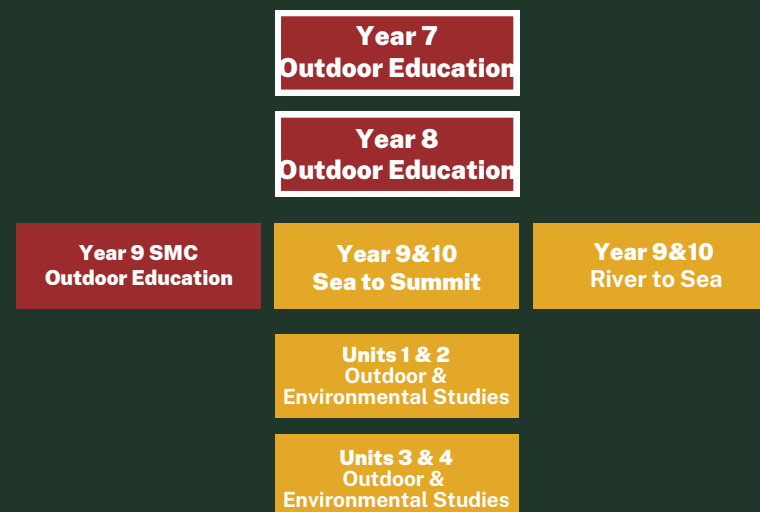 Year 7
Outdoor Education
Year 8
Outdoor Education
Year 9 SMC
Outdoor Education
Year 9&10
Sea to Summit
Year 9&10
River to Sea
Units 1 & 2
Outdoor &
Environmental Studies
Units 3 & 4
Outdoor &
Environmental Studies